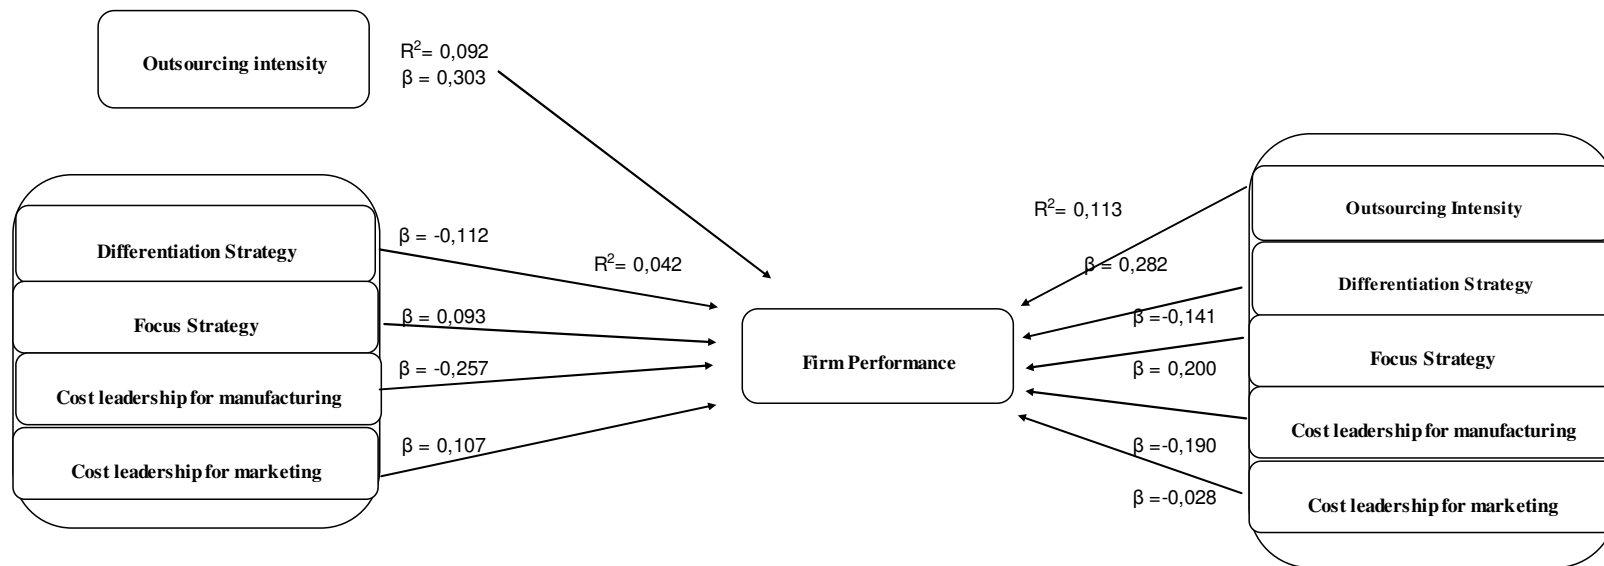 Outsourcing intensity
R²= 0,092
β = 0,303
Differentiation Strategy
Focus Strategy
Cost leadership for manufacturing
Cost leadership for marketing
β = -0,112
R²= 0,042
β = 0,093
β = -0,257
β = 0,107
Firm Performance
R²= 0,113
β = 0,282
β =-0,141
β = 0,200
β =-0,190
β =-0,028
Outsourcing Intensity
Differentiation Strategy
Focus Strategy
Cost leadership for manufacturing
Cost leadership for marketing